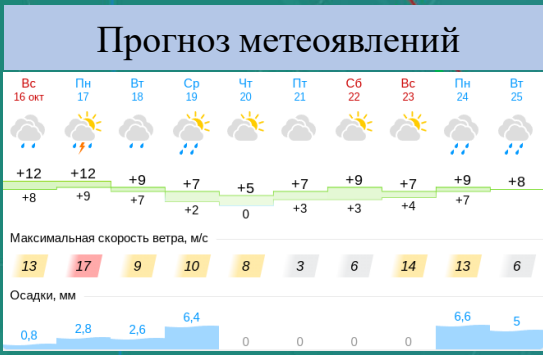 Прогноз метеоявлений
Вс Пн Вт Ср Чт Пт Сб Вс Пн Вт
16 окт 17 18 19 20 21 22 23 24 25
+12 +12 +9 +7 +5 +7 +9 +7 +9 +8
+8 +9 +7 +2 0 +3 +3 +4 +7
Максимальная скорость ветра, м/с
13 17 9 10 8 3 6 14 13 6
Осадки, мм
0,8 2,8 2,6 6,4 0 0 0 0 6,6 5